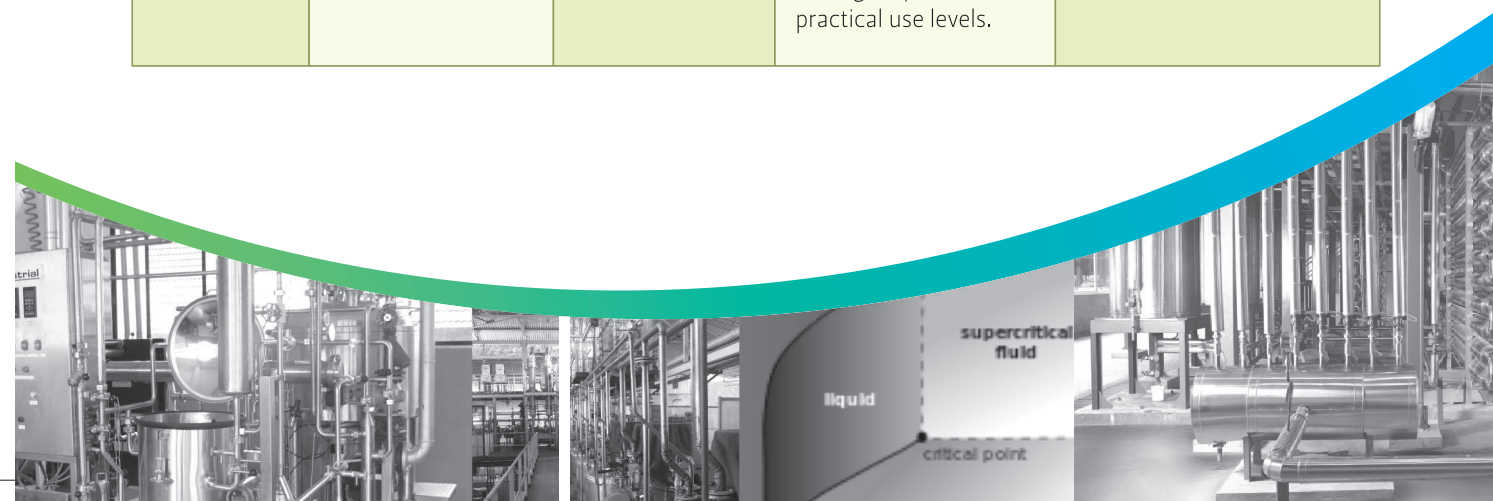 practical use levels.
trial
supercritical
fluid
liquid
critical point